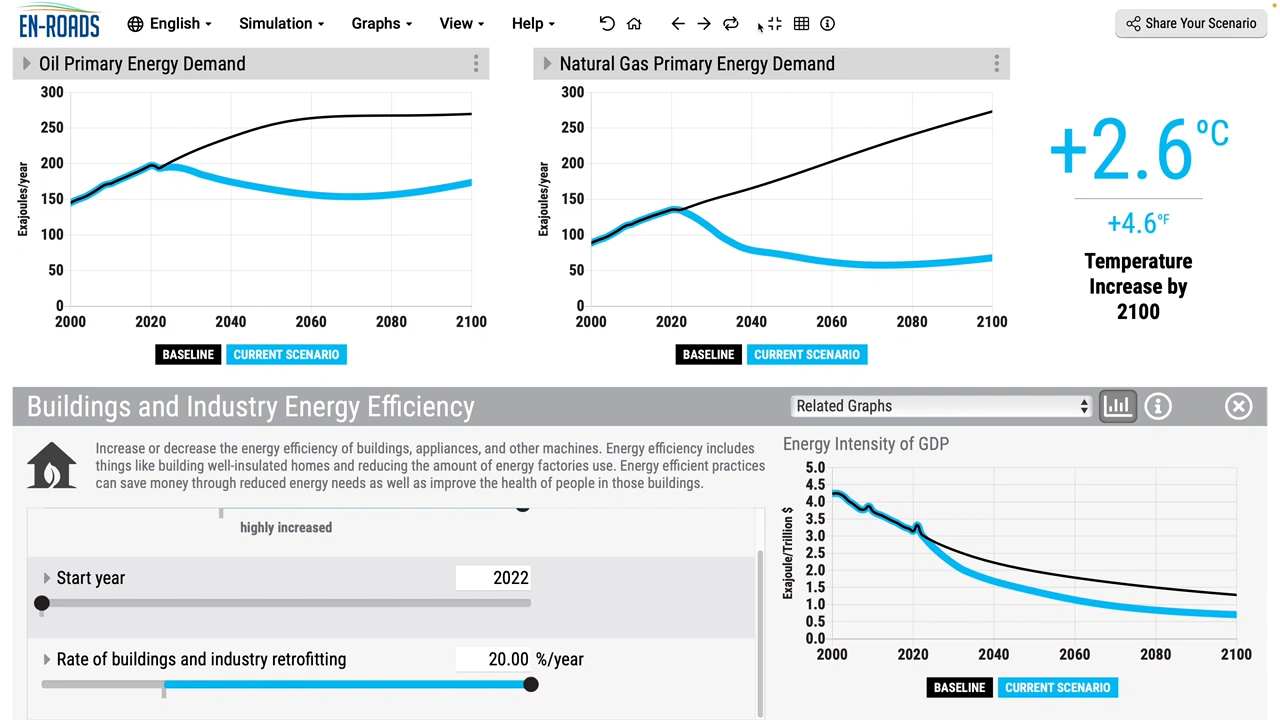 EN-ROADS
English
Simulation
Graphs
View
Help
Share Your Scenario
Oil Primary Energy Demand
300
250
200
150
100
50
0
Exajoules/year
2000 2020 2040 2060 2080 2100
BASELINE CURRENT SCENARIO
Natural Gas Primary Energy Demand
300
250
200
150
100
50
0
Exajoules/year
2000 2020 2040 2060 2080 2100
BASELINE CURRENT SCENARIO
+2.6ºC
+4.6ºF
Temperature
Increase by
2100
Buildings and Industry Energy Efficiency
Related Graphs
Increase or decrease the energy efficiency of buildings, appliances, and other machines. Energy efficiency includes
things like building well-insulated homes and reducing the amount of energy factories use. Energy efficient practices
can save money through reduced energy needs as well as improve the health of people in those buildings.
highly increased
Start year 2022
Rate of buildings and industry retrofitting 20.00 %/year
Energy Intensity of GDP
5.0
4.5
4.0
3.5
3.0
2.5
2.0
1.5
1.0
0.5
0.0
Exajoule/Trillion $
2000 2020 2040 2060 2080 2100
BASELINE CURRENT SCENARIO